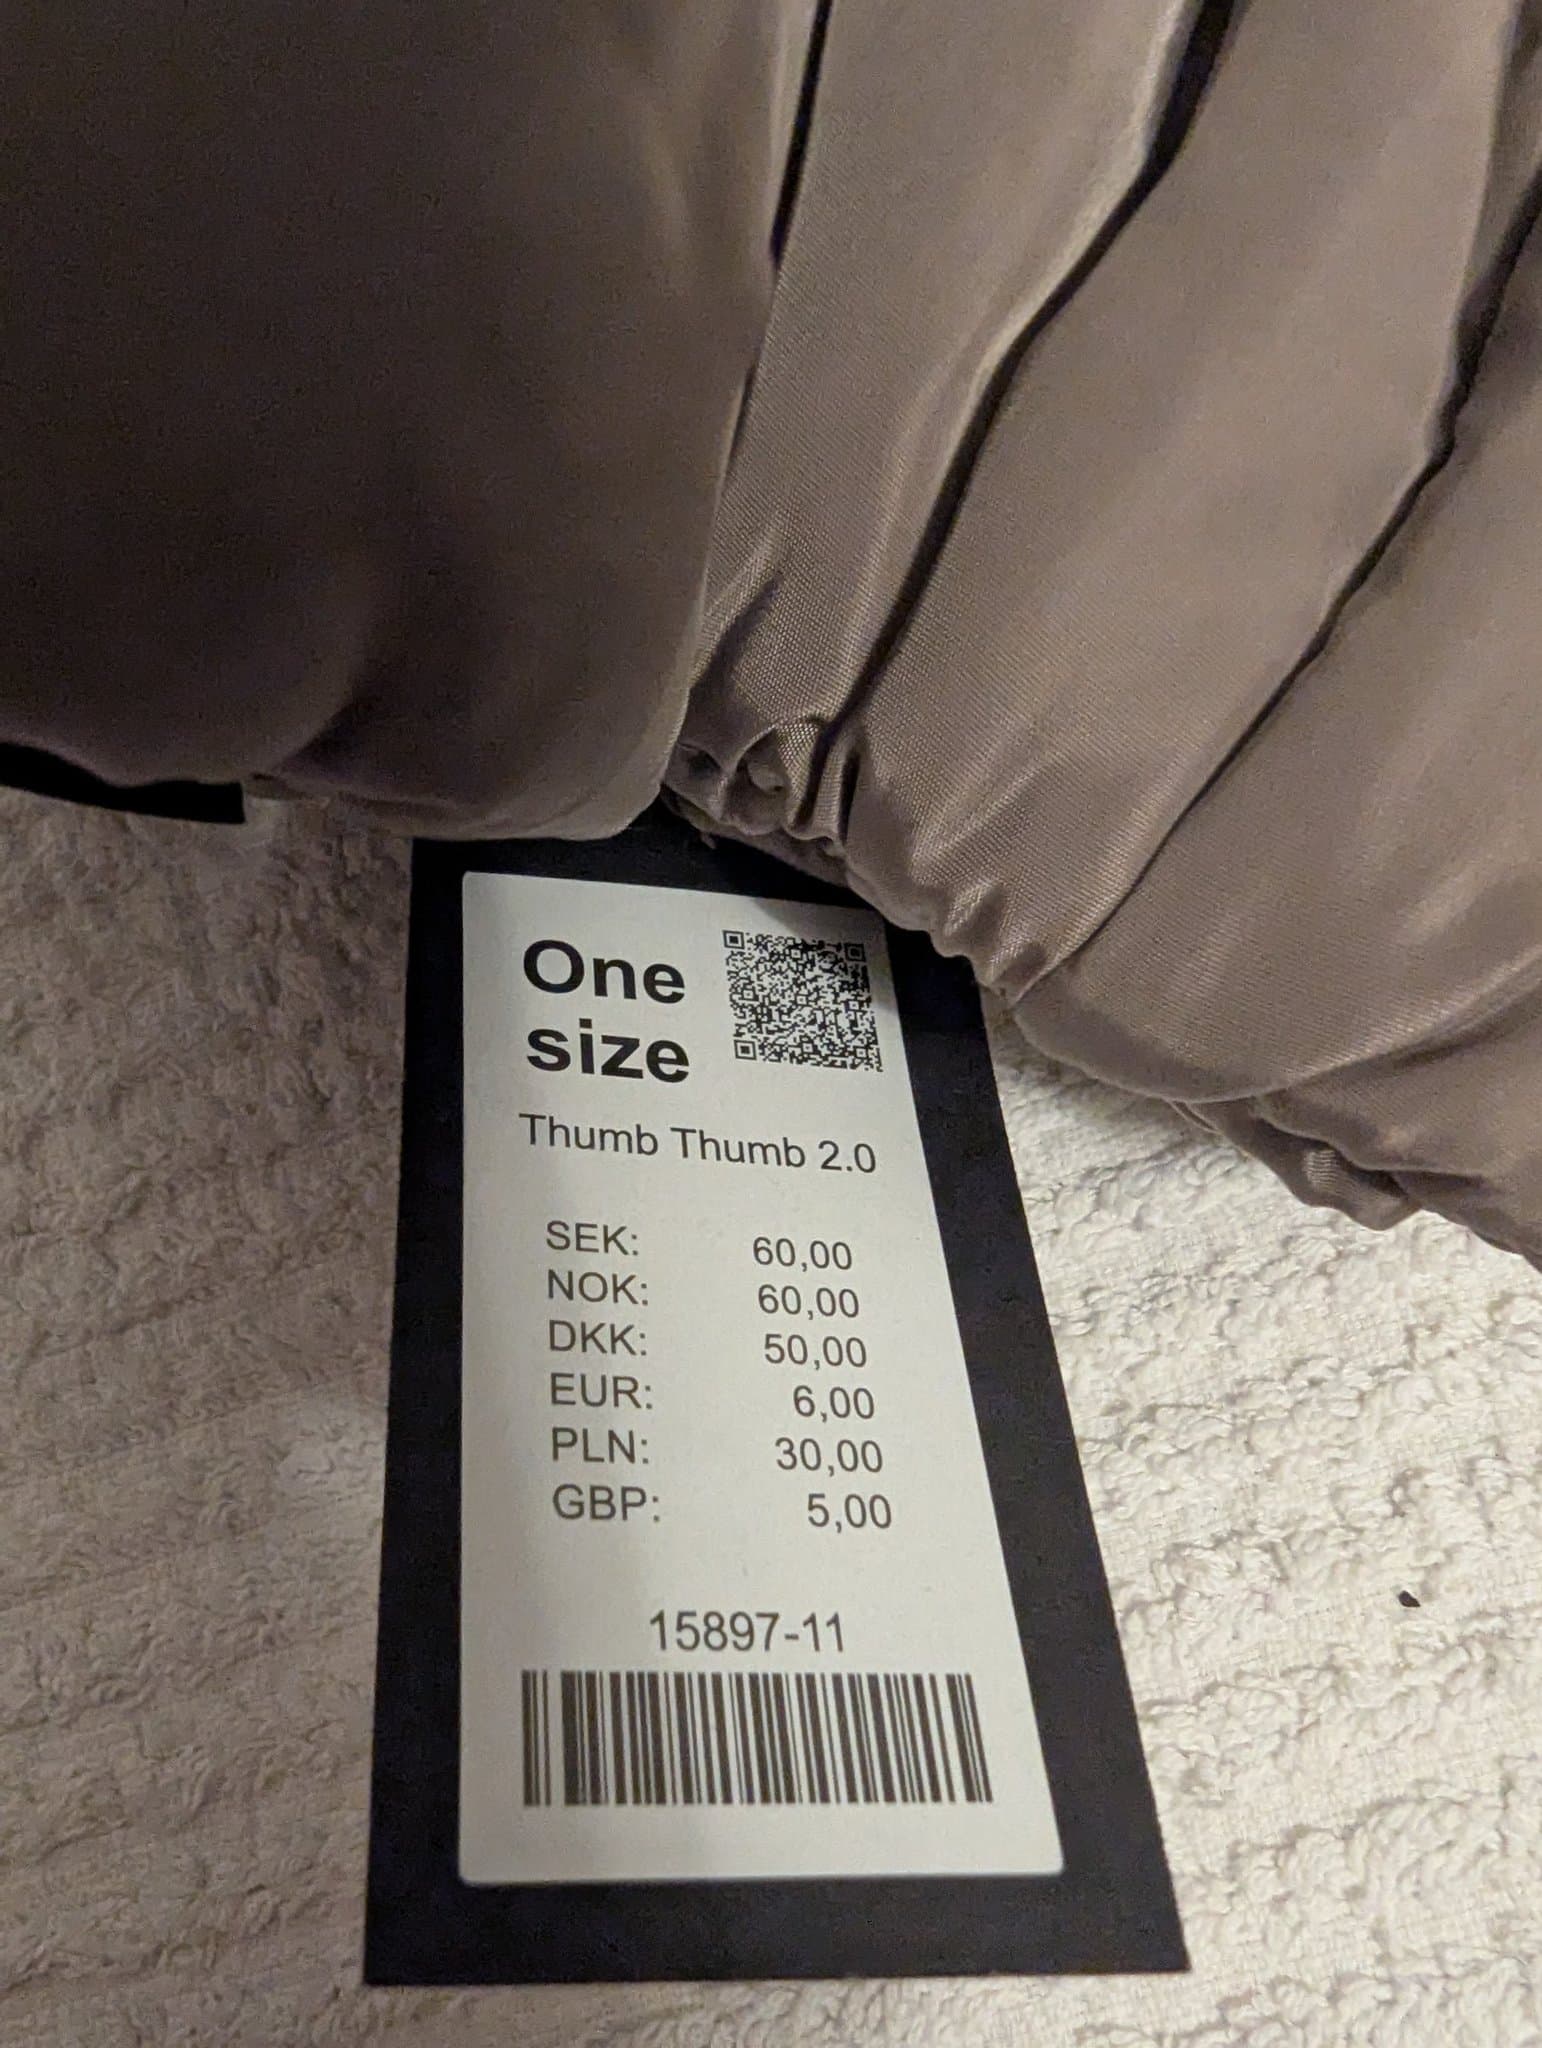 One
size
Thumb Thumb 2.0
SEK: 60,00
NOK: 60,00
DKK: 50,00
EUR: 6,00
PLN: 30,00
GBP: 5,00
15897-11